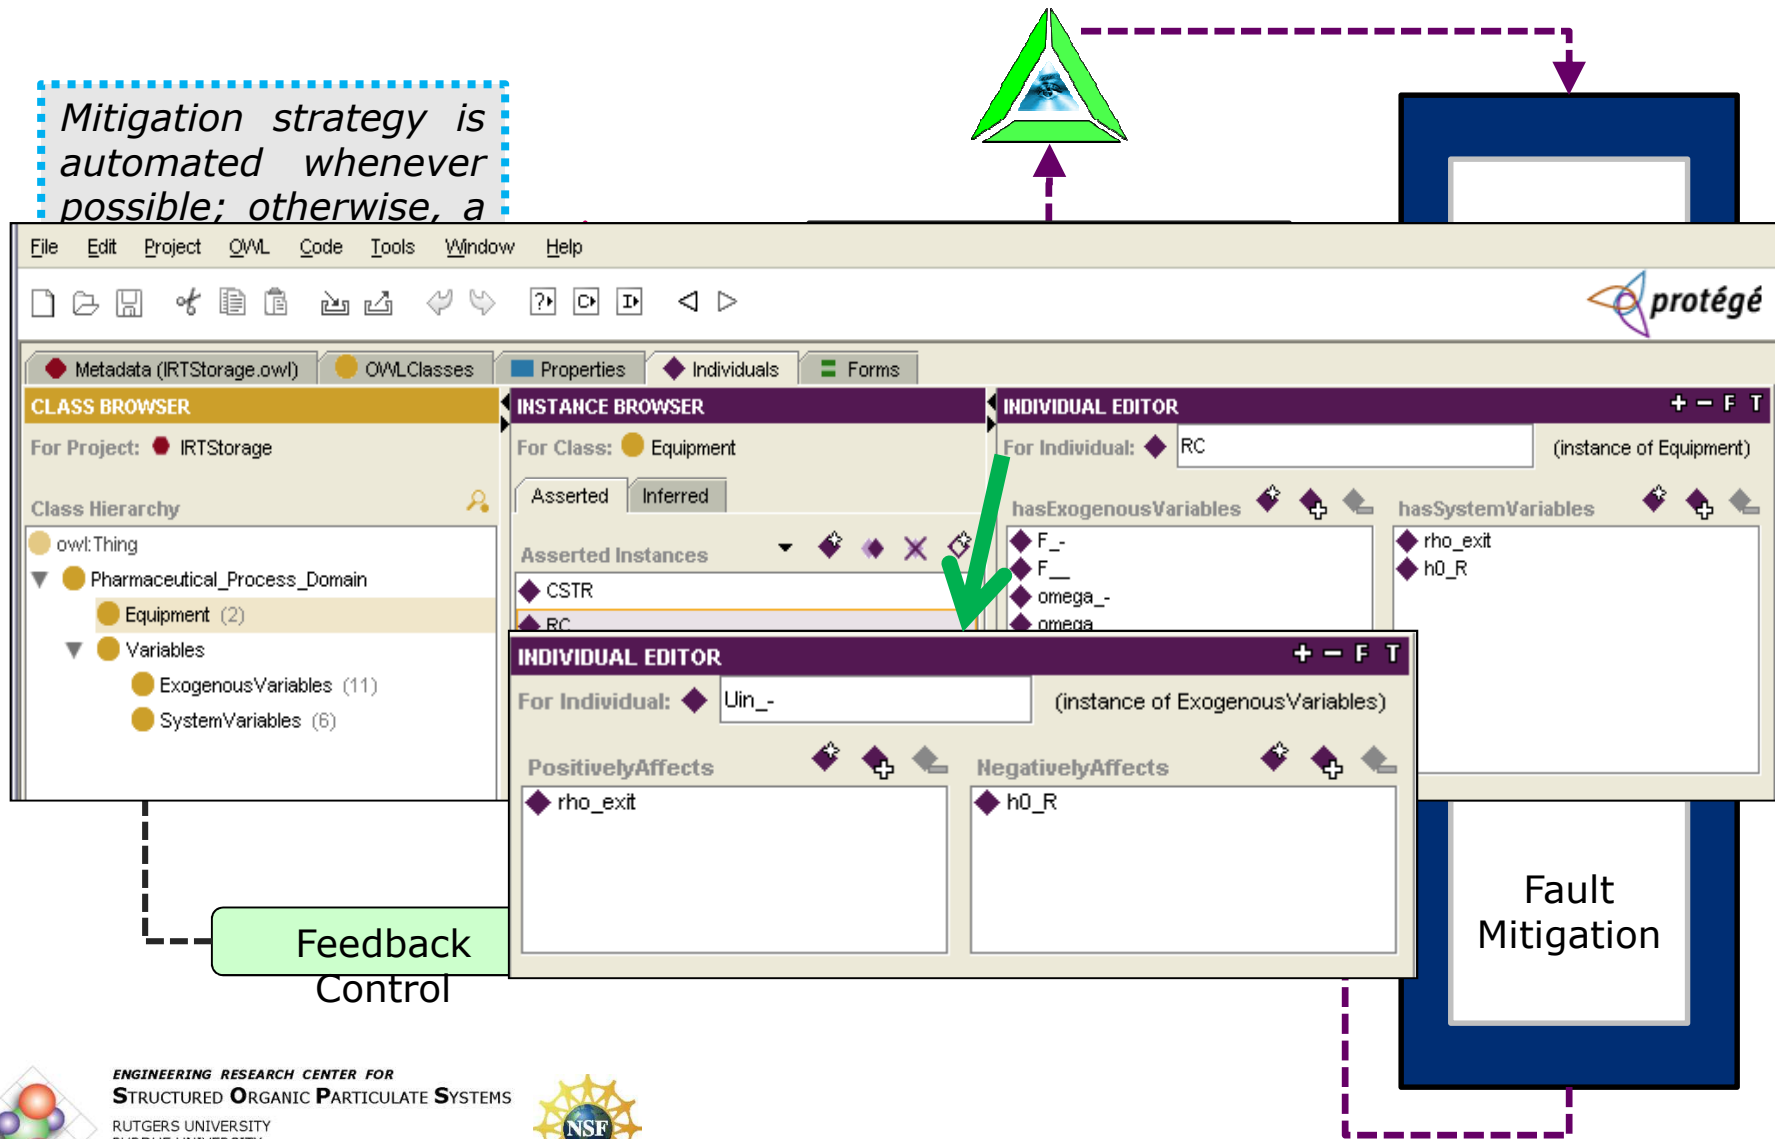 Mitigation strategy is
automated whenever
possible; otherwise, a
File Edit Project OWL Code Tools Window Help
protégé
Metadata (IRTStorage.owl) OWLClasses Properties Individuals Forms
CLASS BROWSER
For Project: IRTStorage
Class Hierarchy
owl:Thing
Pharmaceutical_Process_Domain
Equipment (2)
Variables
ExogenousVariables (11)
SystemVariables (6)
INSTANCE BROWSER
For Class: Equipment
Asserted Inferred
Asserted Instances
CSTR
RC
INDIVIDUAL EDITOR + − F T
For Individual: RC (instance of Equipment)
hasExogenousVariables
F_-
F__
omega_-
omega
hasSystemVariables
rho_exit
h0_R
INDIVIDUAL EDITOR + − F T
For Individual: Uin_- (instance of ExogenousVariables)
PositivelyAffects
rho_exit
NegativelyAffects
h0_R
Feedback
Control
Fault
Mitigation
ENGINEERING RESEARCH CENTER FOR
STRUCTURED ORGANIC PARTICULATE SYSTEMS
RUTGERS UNIVERSITY
NSF